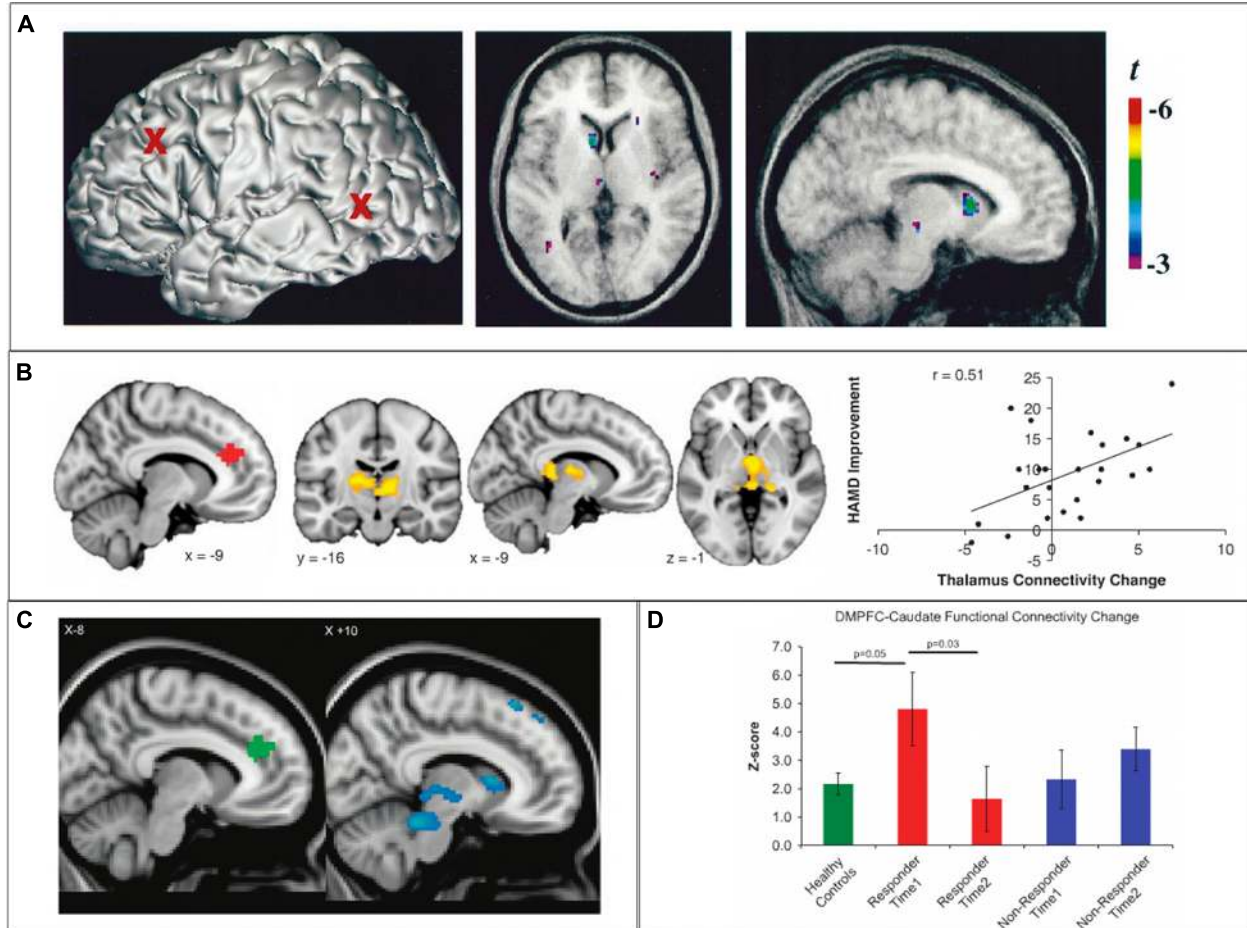 A
X
X
t
-6
-3
B
x = -9
y = -16
x = -9
z = -1
r = 0.51
HAMD Improvement
25
20
15
10
5
0
-5
-10
-5
0
5
10
Thalamus Connectivity Change
C
X-8
X +10
D
DMPFC-Caudate Functional Connectivity Change
p=0.05
p=0.03
Z-score
7.0
6.0
5.0
4.0
3.0
2.0
1.0
0.0
Healthy
Controls
Responder
Time1
Responder
Time2
Non-Responder
Time1
Non-Responder
Time2